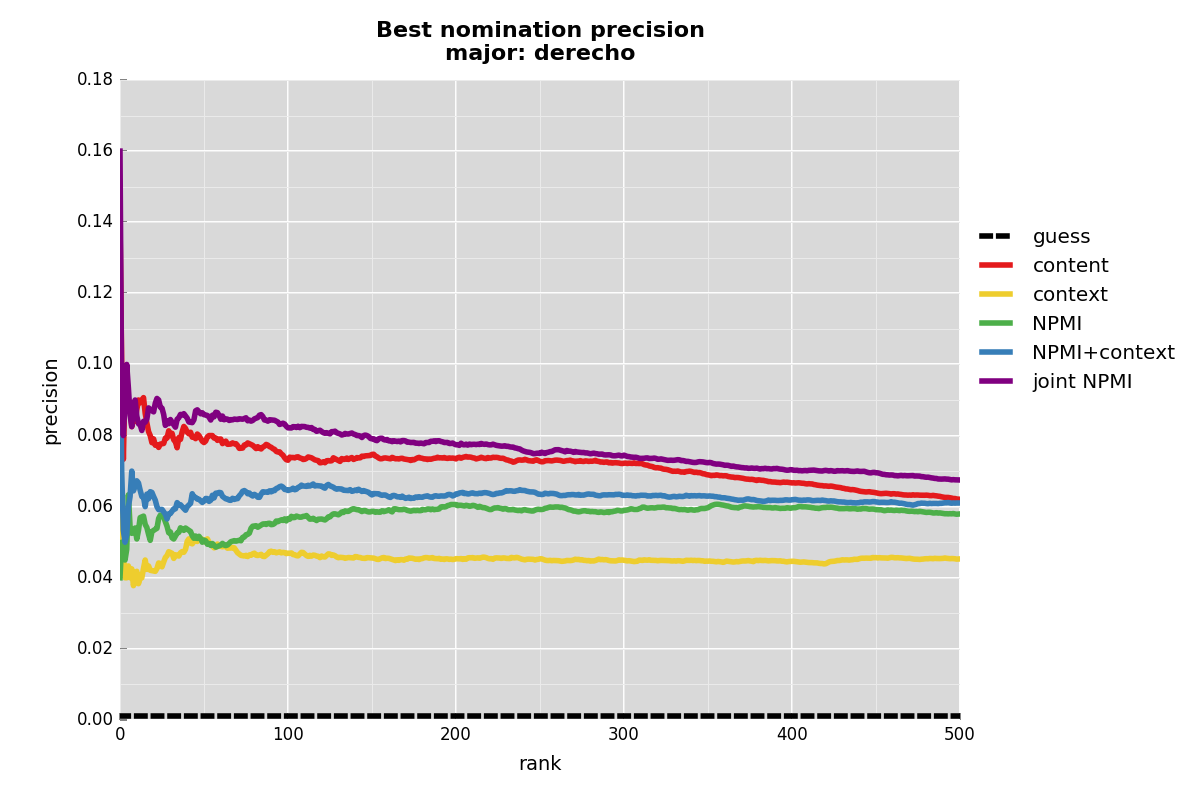 Best nomination precision
major: derecho
0.18
0.16
0.14
0.12
0.10
0.08
0.06
0.04
0.02
0.00
precision
0 100 200 300 400 500
rank
guess
content
context
NPMI
NPMI+context
joint NPMI